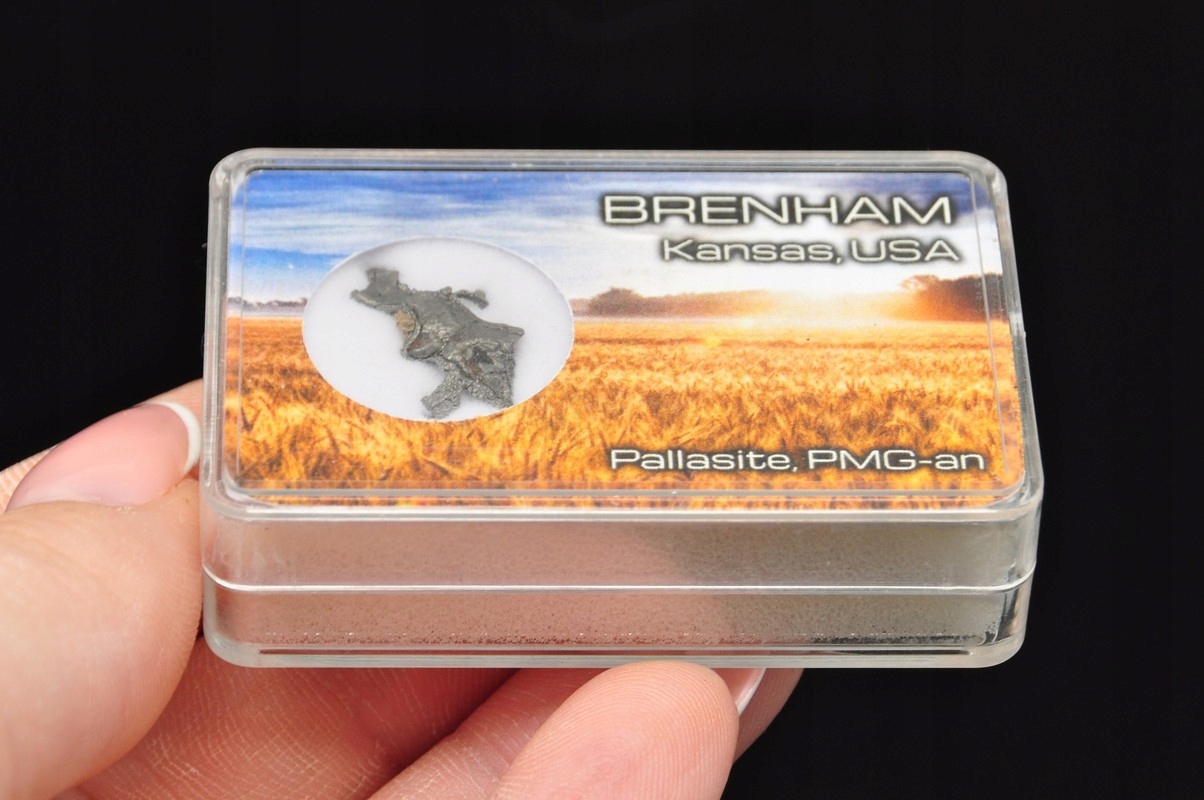 BRENHAM
Kansas, USA
Pallasite, PMG-an